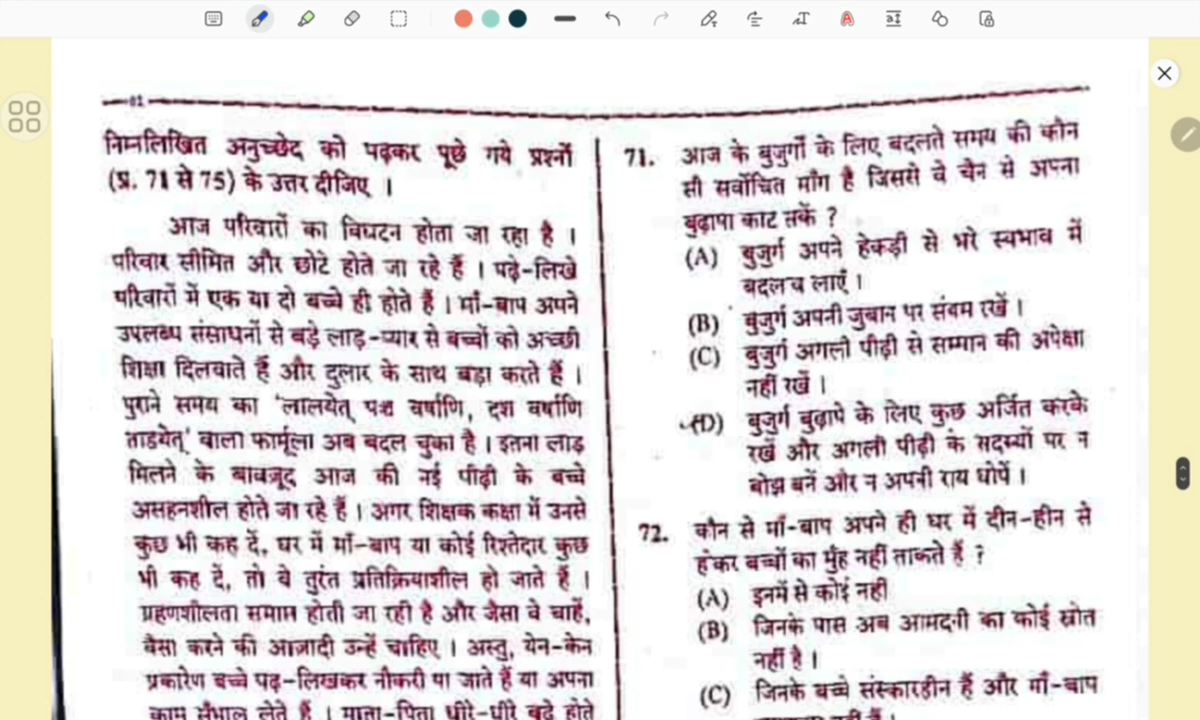 निम्नलिखित अनुच्छेद को पढ़कर पूछे गये प्रश्नों
(प्र. 71 से 75) के उत्तर दीजिए ।
आज परिवारों का विघटन होता जा रहा है ।
परिवार सीमित और छोटे होते जा रहे हैं । पढ़े-लिखे
परिवारों में एक या दो बच्चे ही होते हैं । माँ-बाप अपने
उपलब्ध संसाधनों से बड़े लाड़-प्यार से बच्चों को अच्छी
शिक्षा दिलवाते हैं और दुलार के साथ बड़ा करते हैं ।
पुराने समय का 'लालयेत् पञ्च वर्षाणि, दश वर्षाणि
ताडयेत्' वाला फार्मूला अब बदल चुका है । इतना लाड़
मिलने के बावजूद आज की नई पीढ़ी के बच्चे
असहनशील होते जा रहे हैं । अगर शिक्षक कक्षा में उनसे
कुछ भी कह दें, घर में माँ-बाप या कोई रिश्तेदार कुछ
भी कह दें, तो वे तुरंत प्रतिक्रियाशील हो जाते हैं ।
ग्रहणशीलता समाप्त होती जा रही है और जैसा वे चाहें,
वैसा करने की आज़ादी उन्हें चाहिए । अस्तु, येन-केन
प्रकारेण बच्चे पढ़-लिखकर नौकरी पा जाते हैं या अपना
काम सँभाल लेते हैं । माता-पिता धीरे-धीरे बूढ़े होते
71. आज के बुजुर्गों के लिए बदलते समय की कौन
सी सर्वोचित माँग है जिससे वे चैन से अपना
बुढ़ापा काट सकें ?
(A) बुजुर्ग अपने हेकड़ी से भरे स्वभाव में
बदलाव लाएँ ।
(B) बुजुर्ग अपनी जुबान पर संयम रखें ।
(C) बुजुर्ग अगली पीढ़ी से सम्मान की अपेक्षा
नहीं रखें ।
(D) बुजुर्ग बुढ़ापे के लिए कुछ अर्जित करके
रखें और अगली पीढ़ी के सदस्यों पर न
बोझ बनें और न अपनी राय थोपें ।
72. कौन से माँ-बाप अपने ही घर में दीन-हीन से
होकर बच्चों का मुँह नहीं ताकते हैं ?
(A) इनमें से कोई नहीं
(B) जिनके पास अब आमदनी का कोई स्रोत
नहीं है ।
(C) जिनके बच्चे संस्कारहीन हैं और माँ-बाप